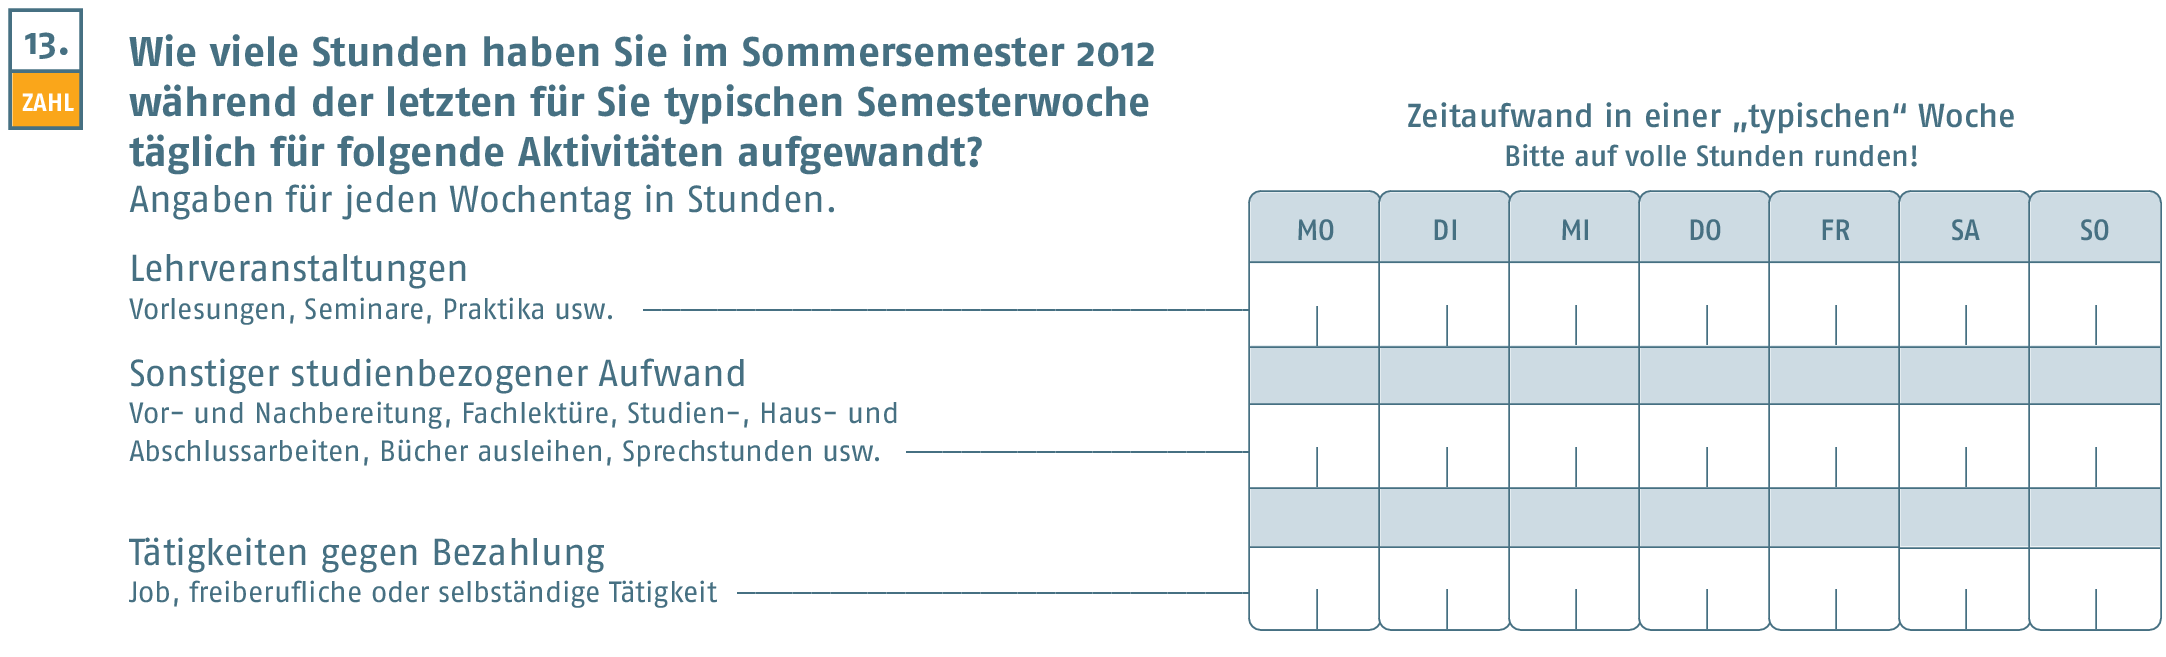 13.
ZAHL
Wie viele Stunden haben Sie im Sommersemester 2012
während der letzten für Sie typischen Semesterwoche
täglich für folgende Aktivitäten aufgewandt?
Angaben für jeden Wochentag in Stunden.
Zeitaufwand in einer „typischen“ Woche
Bitte auf volle Stunden runden!
MO DI MI DO FR SA SO
Lehrveranstaltungen
Vorlesungen, Seminare, Praktika usw.
Sonstiger studienbezogener Aufwand
Vor- und Nachbereitung, Fachlektüre, Studien-, Haus- und
Abschlussarbeiten, Bücher ausleihen, Sprechstunden usw.
Tätigkeiten gegen Bezahlung
Job, freiberufliche oder selbständige Tätigkeit